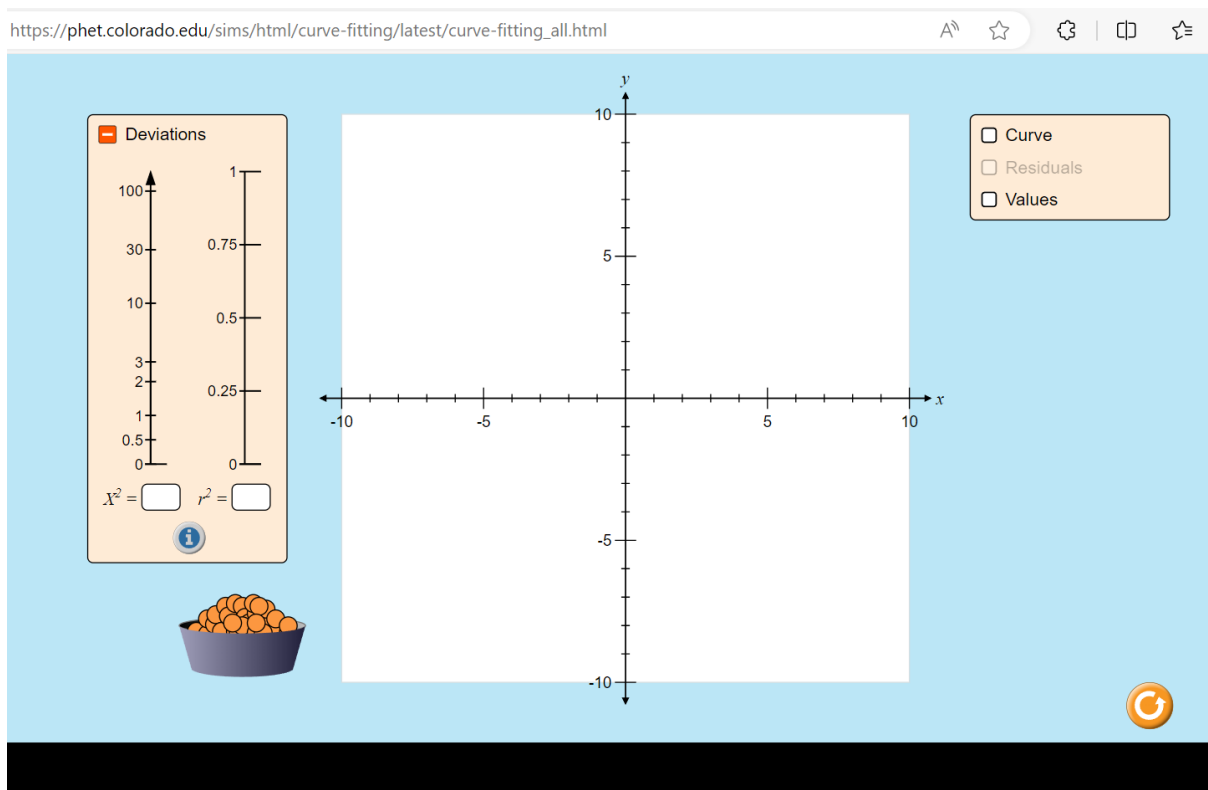 https://phet.colorado.edu/sims/html/curve-fitting/latest/curve-fitting_all.html
Deviations
100
30
10
3
2
1
0.5
0
1
0.75
0.5
0.25
0
X² =
r² =
y
10
5
-10
-5
5
10
x
-5
-10
Curve
Residuals
Values